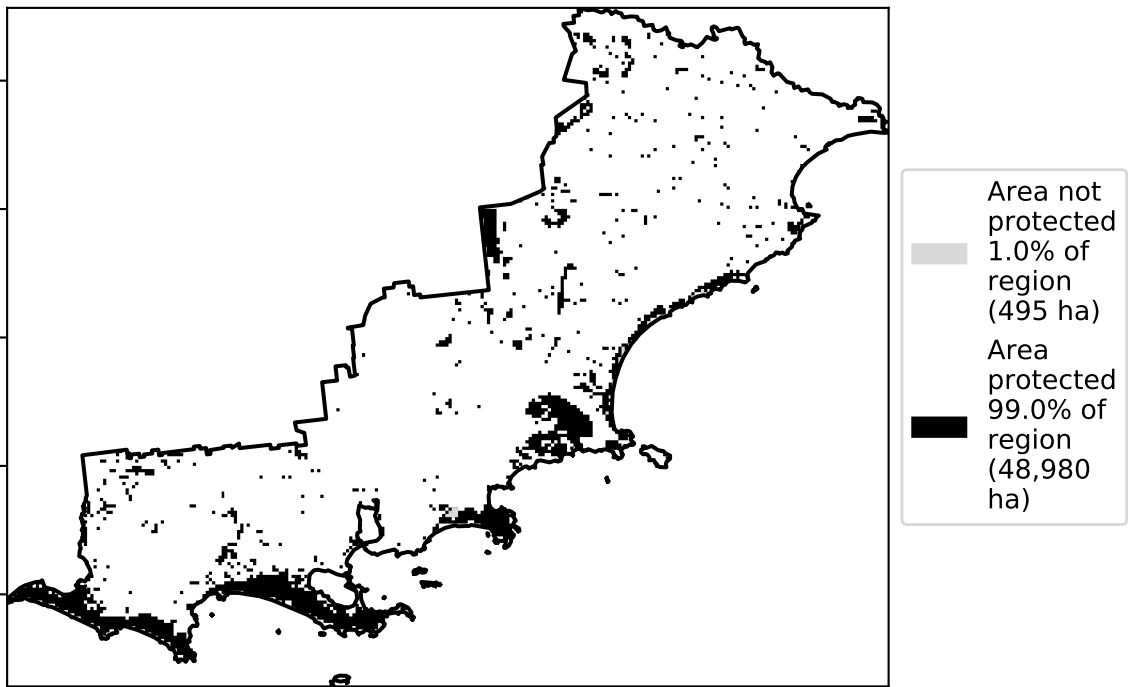 Area not
protected
1.0% of
region
(495 ha)
Area
protected
99.0% of
region
(48,980
ha)